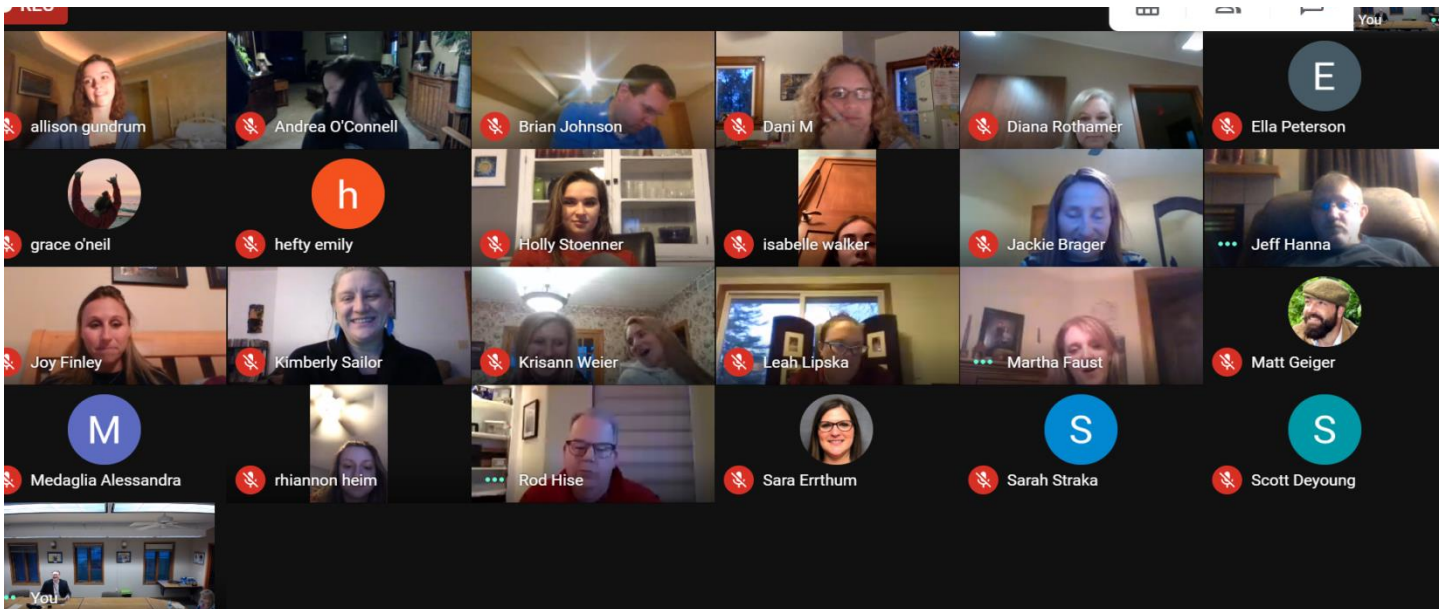 REC
You
allison gundrum
Andrea O'Connell
Brian Johnson
Dani M
Diana Rothamer
E
Ella Peterson
grace o'neil
h
hefty emily
Holly Stoenner
isabelle walker
Jackie Brager
Jeff Hanna
Joy Finley
Kimberly Sailor
Krisann Weier
Leah Lipska
Martha Faust
Matt Geiger
M
Medaglia Alessandra
rhiannon heim
Rod Hise
Sara Errthum
S
Sarah Straka
S
Scott Deyoung
You